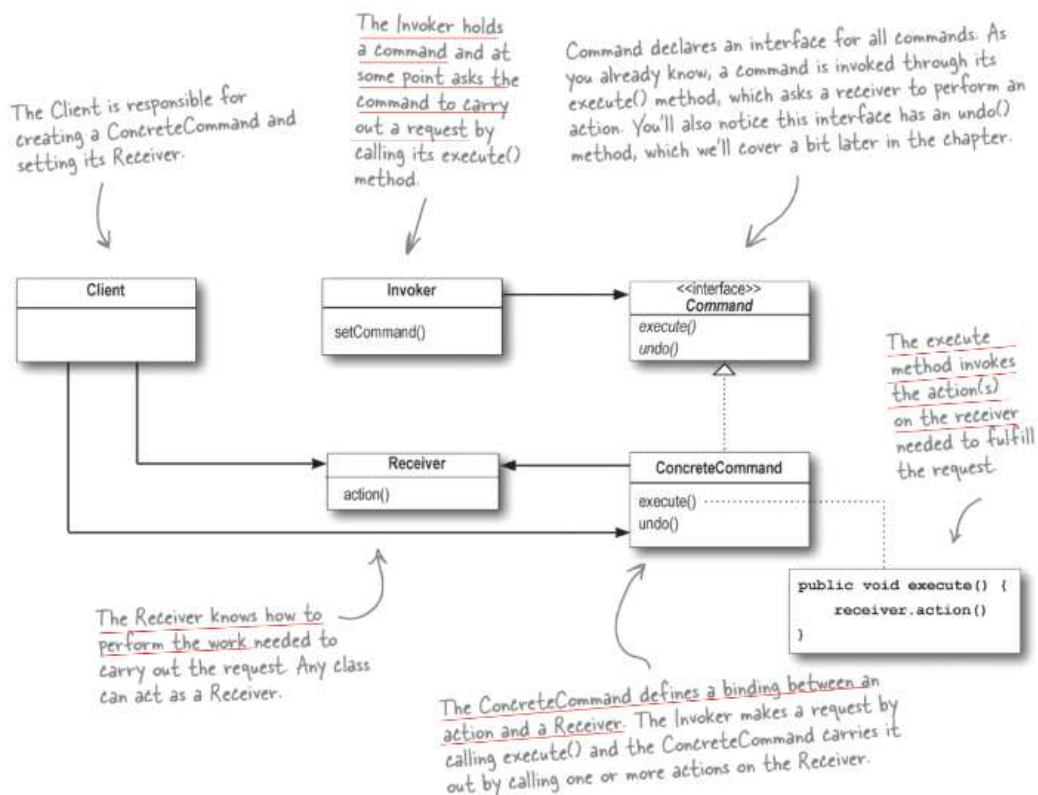 The Client is responsible for
creating a ConcreteCommand and
setting its Receiver.
The Invoker holds
a command and at
some point asks the
command to carry
out a request by
calling its execute()
method.
Command declares an interface for all commands. As
you already know, a command is invoked through its
execute() method, which asks a receiver to perform an
action. You'll also notice this interface has an undo()
method, which we'll cover a bit later in the chapter.
Client
Invoker
setCommand()
<<interface>>
Command
execute()
undo()
The execute
method invokes
the action(s)
on the receiver
needed to fulfill
the request.
Receiver
action()
ConcreteCommand
execute()
undo()
public void execute() {
receiver.action()
}
The Receiver knows how to
perform the work needed to
carry out the request. Any class
can act as a Receiver.
The ConcreteCommand defines a binding between an
action and a Receiver. The Invoker makes a request by
calling execute() and the ConcreteCommand carries it
out by calling one or more actions on the Receiver.